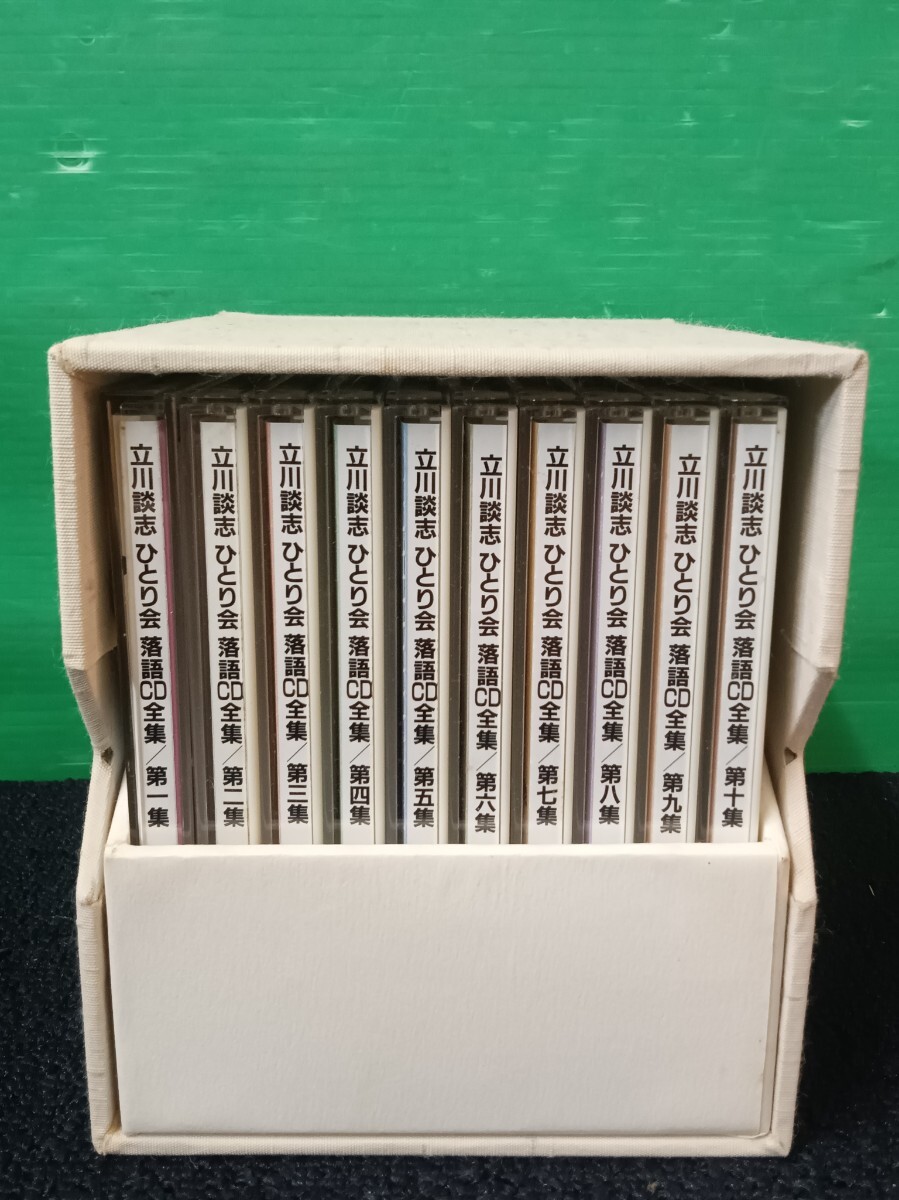 立川談志 ひとり会 落語CD全集/第一集
立川談志 ひとり会 落語CD全集/第二集
立川談志 ひとり会 落語CD全集/第三集
立川談志 ひとり会 落語CD全集/第四集
立川談志 ひとり会 落語CD全集/第五集
立川談志 ひとり会 落語CD全集/第六集
立川談志 ひとり会 落語CD全集/第七集
立川談志 ひとり会 落語CD全集/第八集
立川談志 ひとり会 落語CD全集/第九集
立川談志 ひとり会 落語CD全集/第十集